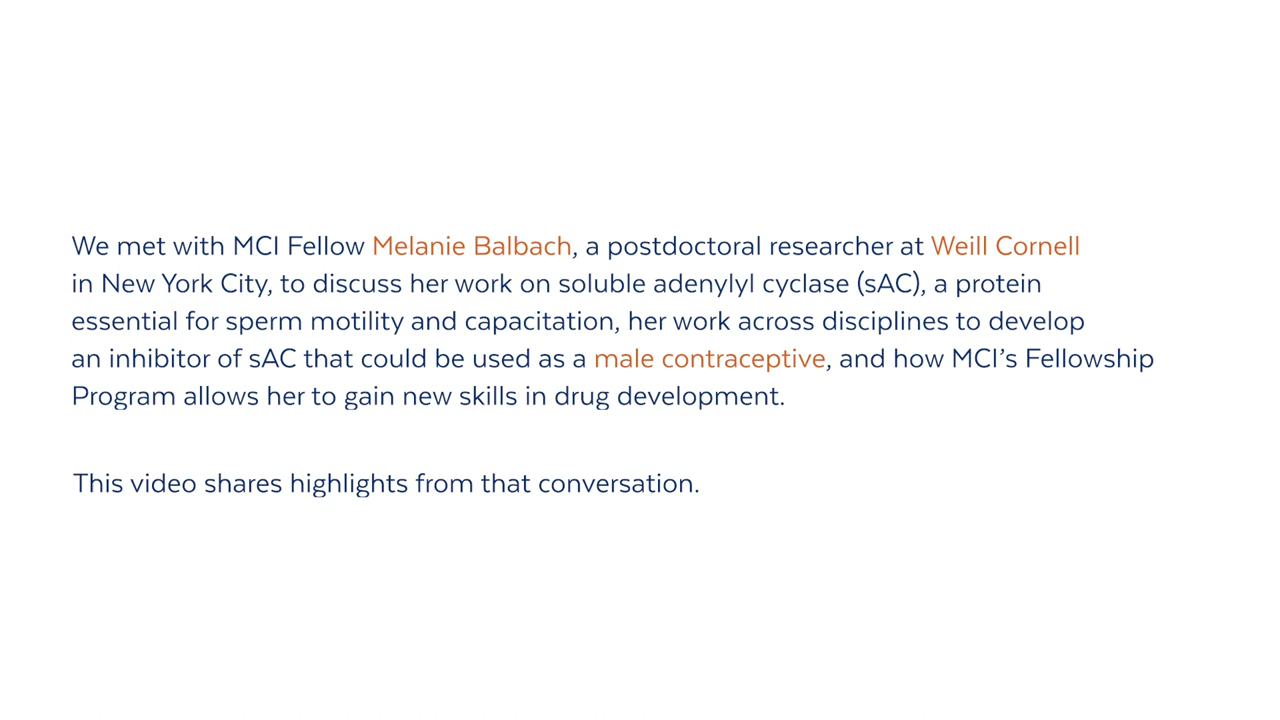 We met with MCI Fellow Melanie Balbach, a postdoctoral researcher at Weill Cornell
in New York City, to discuss her work on soluble adenylyl cyclase (sAC), a protein
essential for sperm motility and capacitation, her work across disciplines to develop
an inhibitor of sAC that could be used as a male contraceptive, and how MCI’s Fellowship
Program allows her to gain new skills in drug development.
This video shares highlights from that conversation.